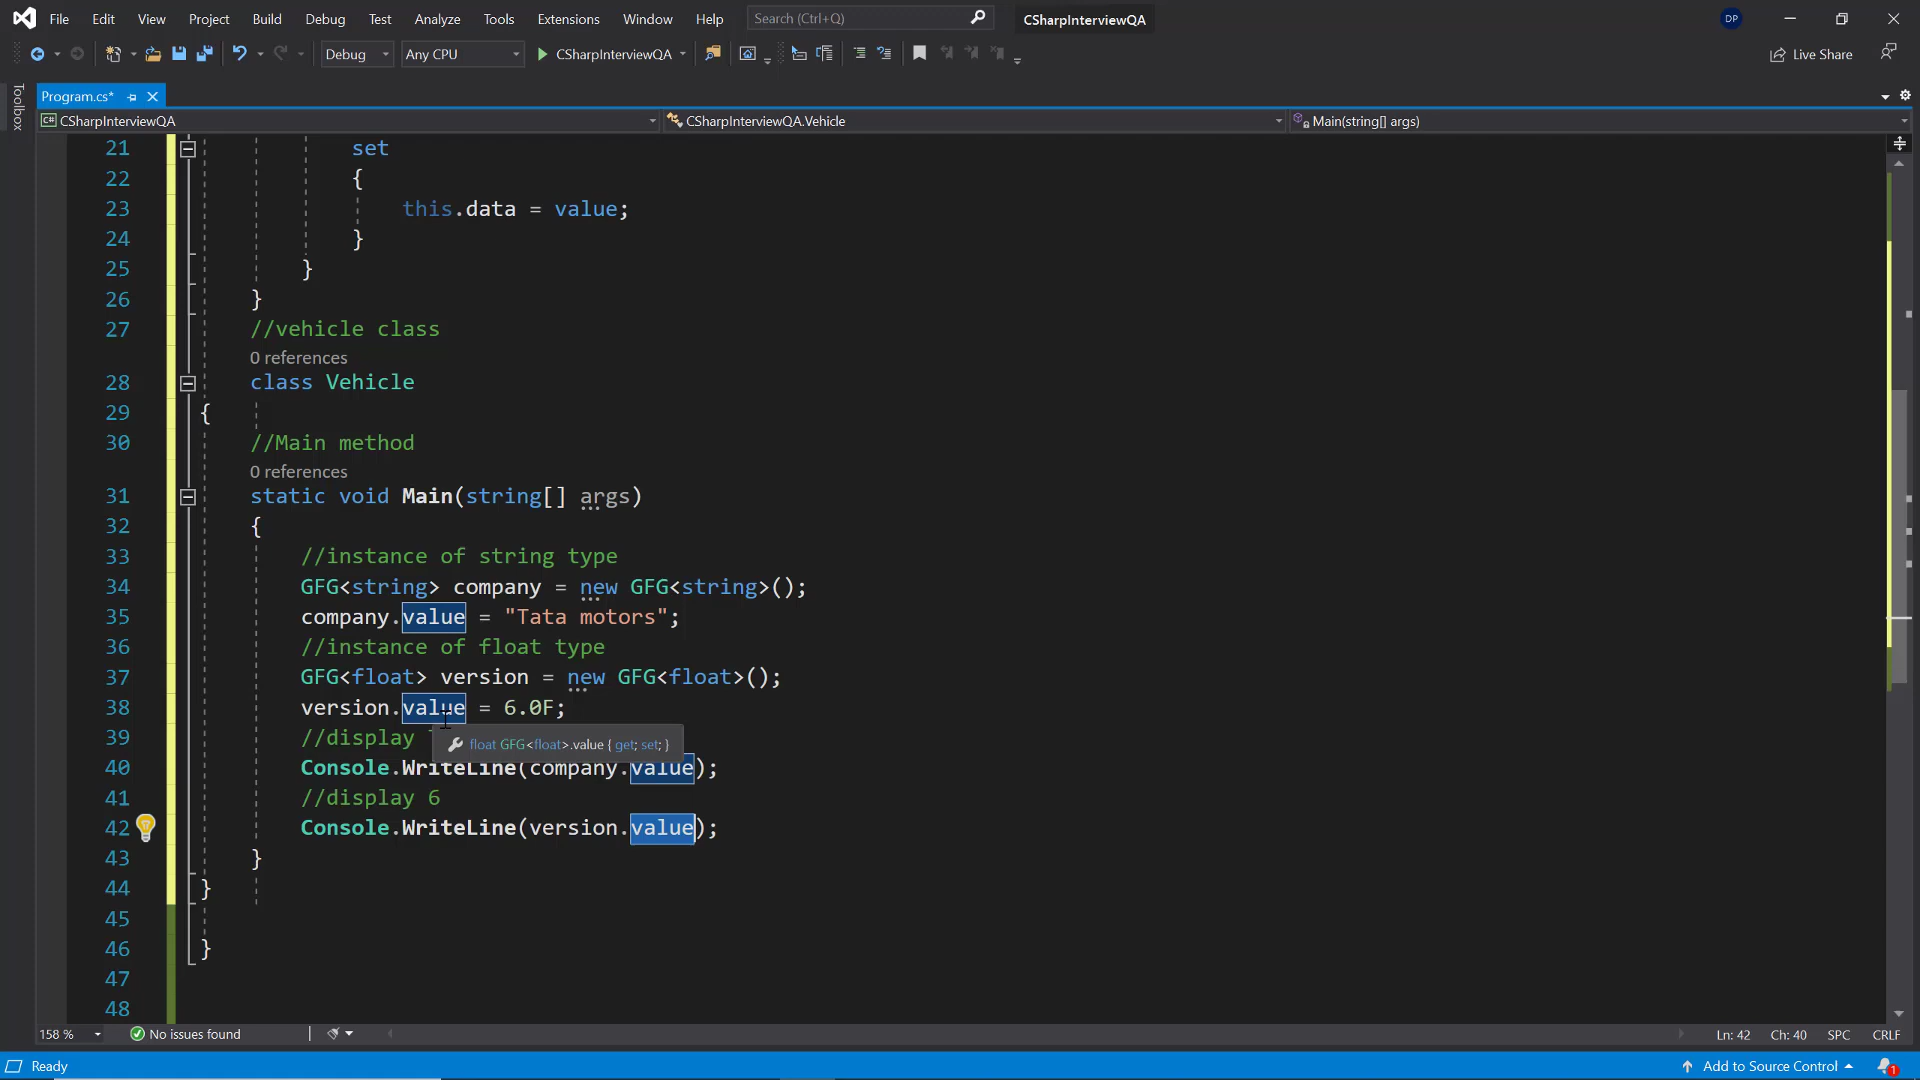 File Edit View Project Build Debug Test Analyze Tools Extensions Window Help Search (Ctrl+Q) CSharpInterviewQA DP
Debug Any CPU CSharpInterviewQA Live Share
Toolbox
Program.cs*
CSharpInterviewQA CSharpInterviewQA.Vehicle Main(string[] args)
21 set
22 {
23 this.data = value;
24 }
25 }
26 }
27 //vehicle class
0 references
28 class Vehicle
29 {
30 //Main method
0 references
31 static void Main(string[] args)
32 {
33 //instance of string type
34 GFG<string> company = new GFG<string>();
35 company.value = "Tata motors";
36 //instance of float type
37 GFG<float> version = new GFG<float>();
38 version.value = 6.0F;
39 //display
float GFG<float>.value { get; set; }
40 Console.WriteLine(company.value);
41 //display 6
42 Console.WriteLine(version.value);
43 }
44 }
45
46 }
47
48
158 % No issues found Ln: 42 Ch: 40 SPC CRLF
Ready Add to Source Control 1